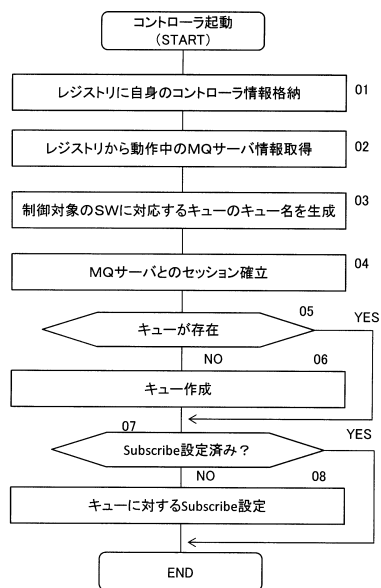 コントローラ起動
(START)
レジストリに自身のコントローラ情報格納
01
レジストリから動作中のMQサーバ情報取得
02
制御対象のSWに対応するキューのキュー名を生成
03
MQサーバとのセッション確立
04
キューが存在
05
YES
NO
06
キュー作成
07
Subscribe設定済み?
YES
NO
08
キューに対するSubscribe設定
END